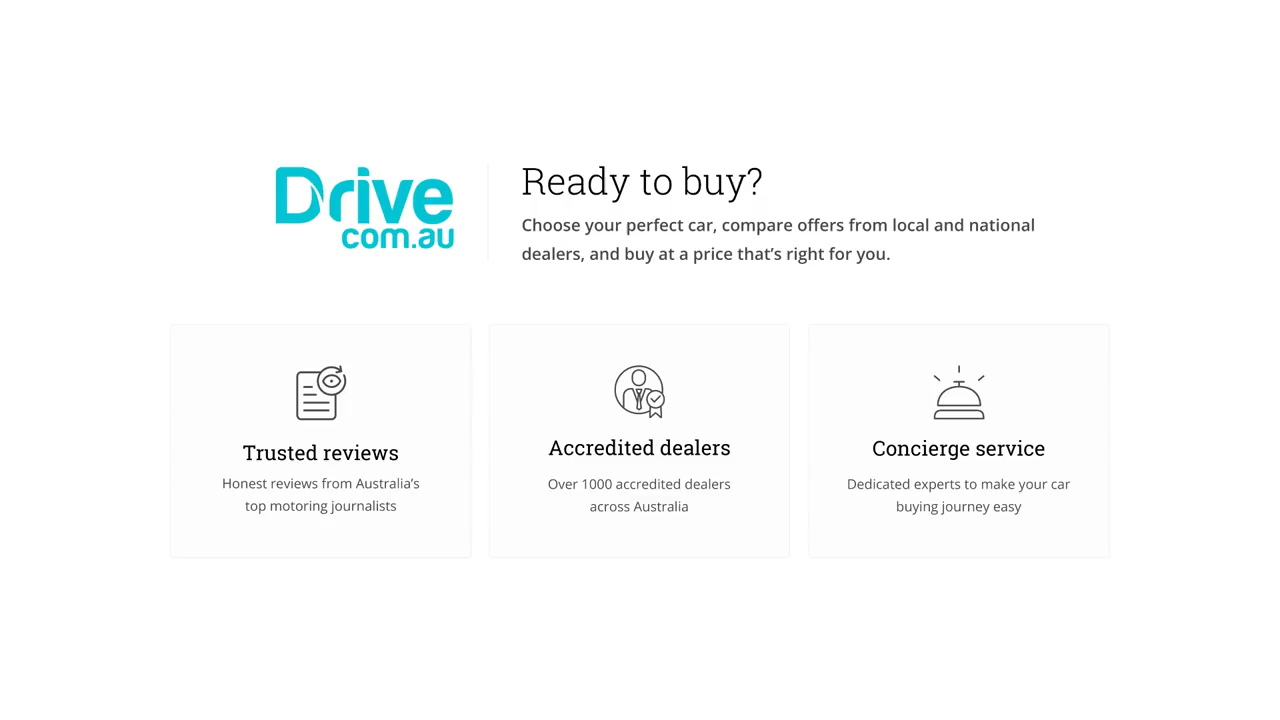 Drive
com.au
Ready to buy?
Choose your perfect car, compare offers from local and national
dealers, and buy at a price that’s right for you.
Trusted reviews
Honest reviews from Australia’s
top motoring journalists
Accredited dealers
Over 1000 accredited dealers
across Australia
Concierge service
Dedicated experts to make your car
buying journey easy